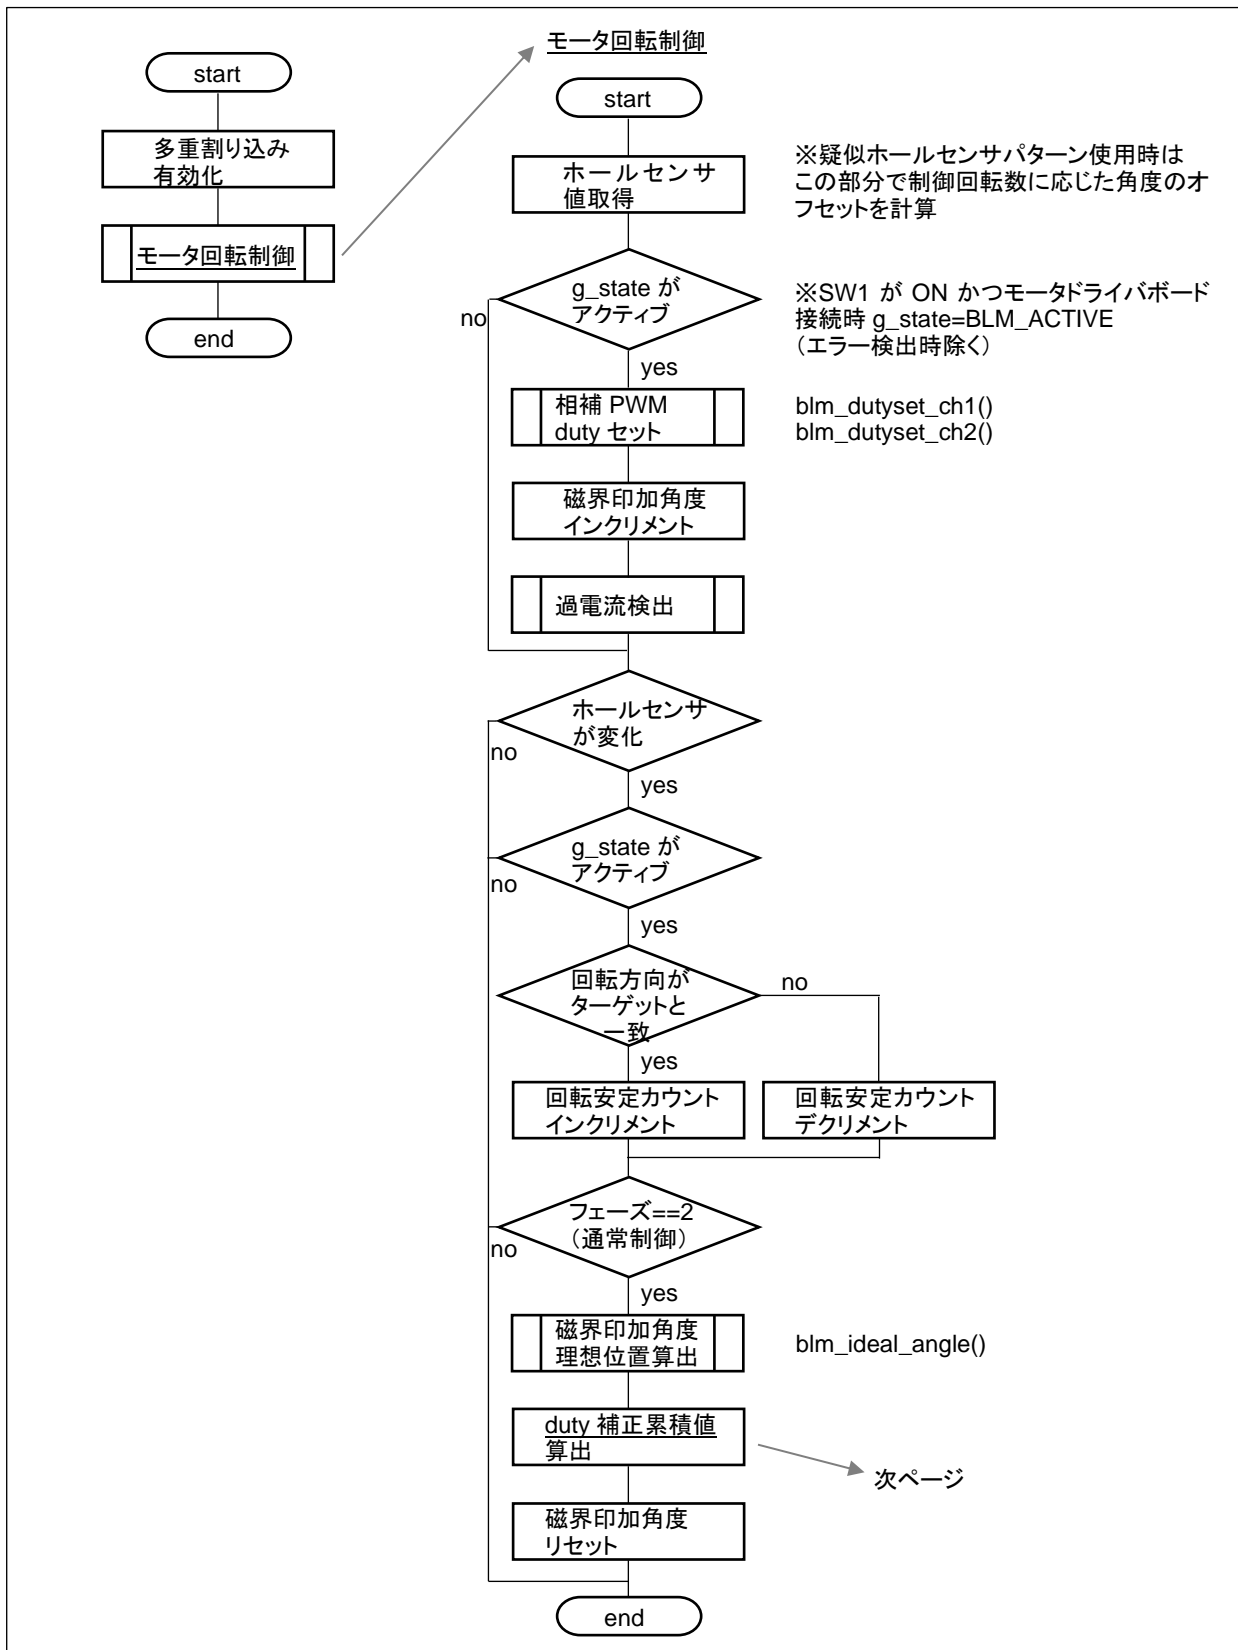 start
多重割り込み
有効化
モータ回転制御
end
モータ回転制御
start
ホールセンサ
値取得
※疑似ホールセンサパターン使用時は
この部分で制御回転数に応じた角度のオ
フセットを計算
g_state が
アクティブ
no
yes
※SW1 が ON かつモータドライバボード
接続時 g_state=BLM_ACTIVE
（エラー検出時除く）
相補 PWM
duty セット
blm_dutyset_ch1()
blm_dutyset_ch2()
磁界印加角度
インクリメント
過電流検出
ホールセンサ
が変化
no
yes
g_state が
アクティブ
no
yes
回転方向が
ターゲットと
一致
no
yes
回転安定カウント
インクリメント
回転安定カウント
デクリメント
フェーズ==2
（通常制御）
no
yes
磁界印加角度
理想位置算出
blm_ideal_angle()
duty 補正累積値
算出
次ページ
磁界印加角度
リセット
end